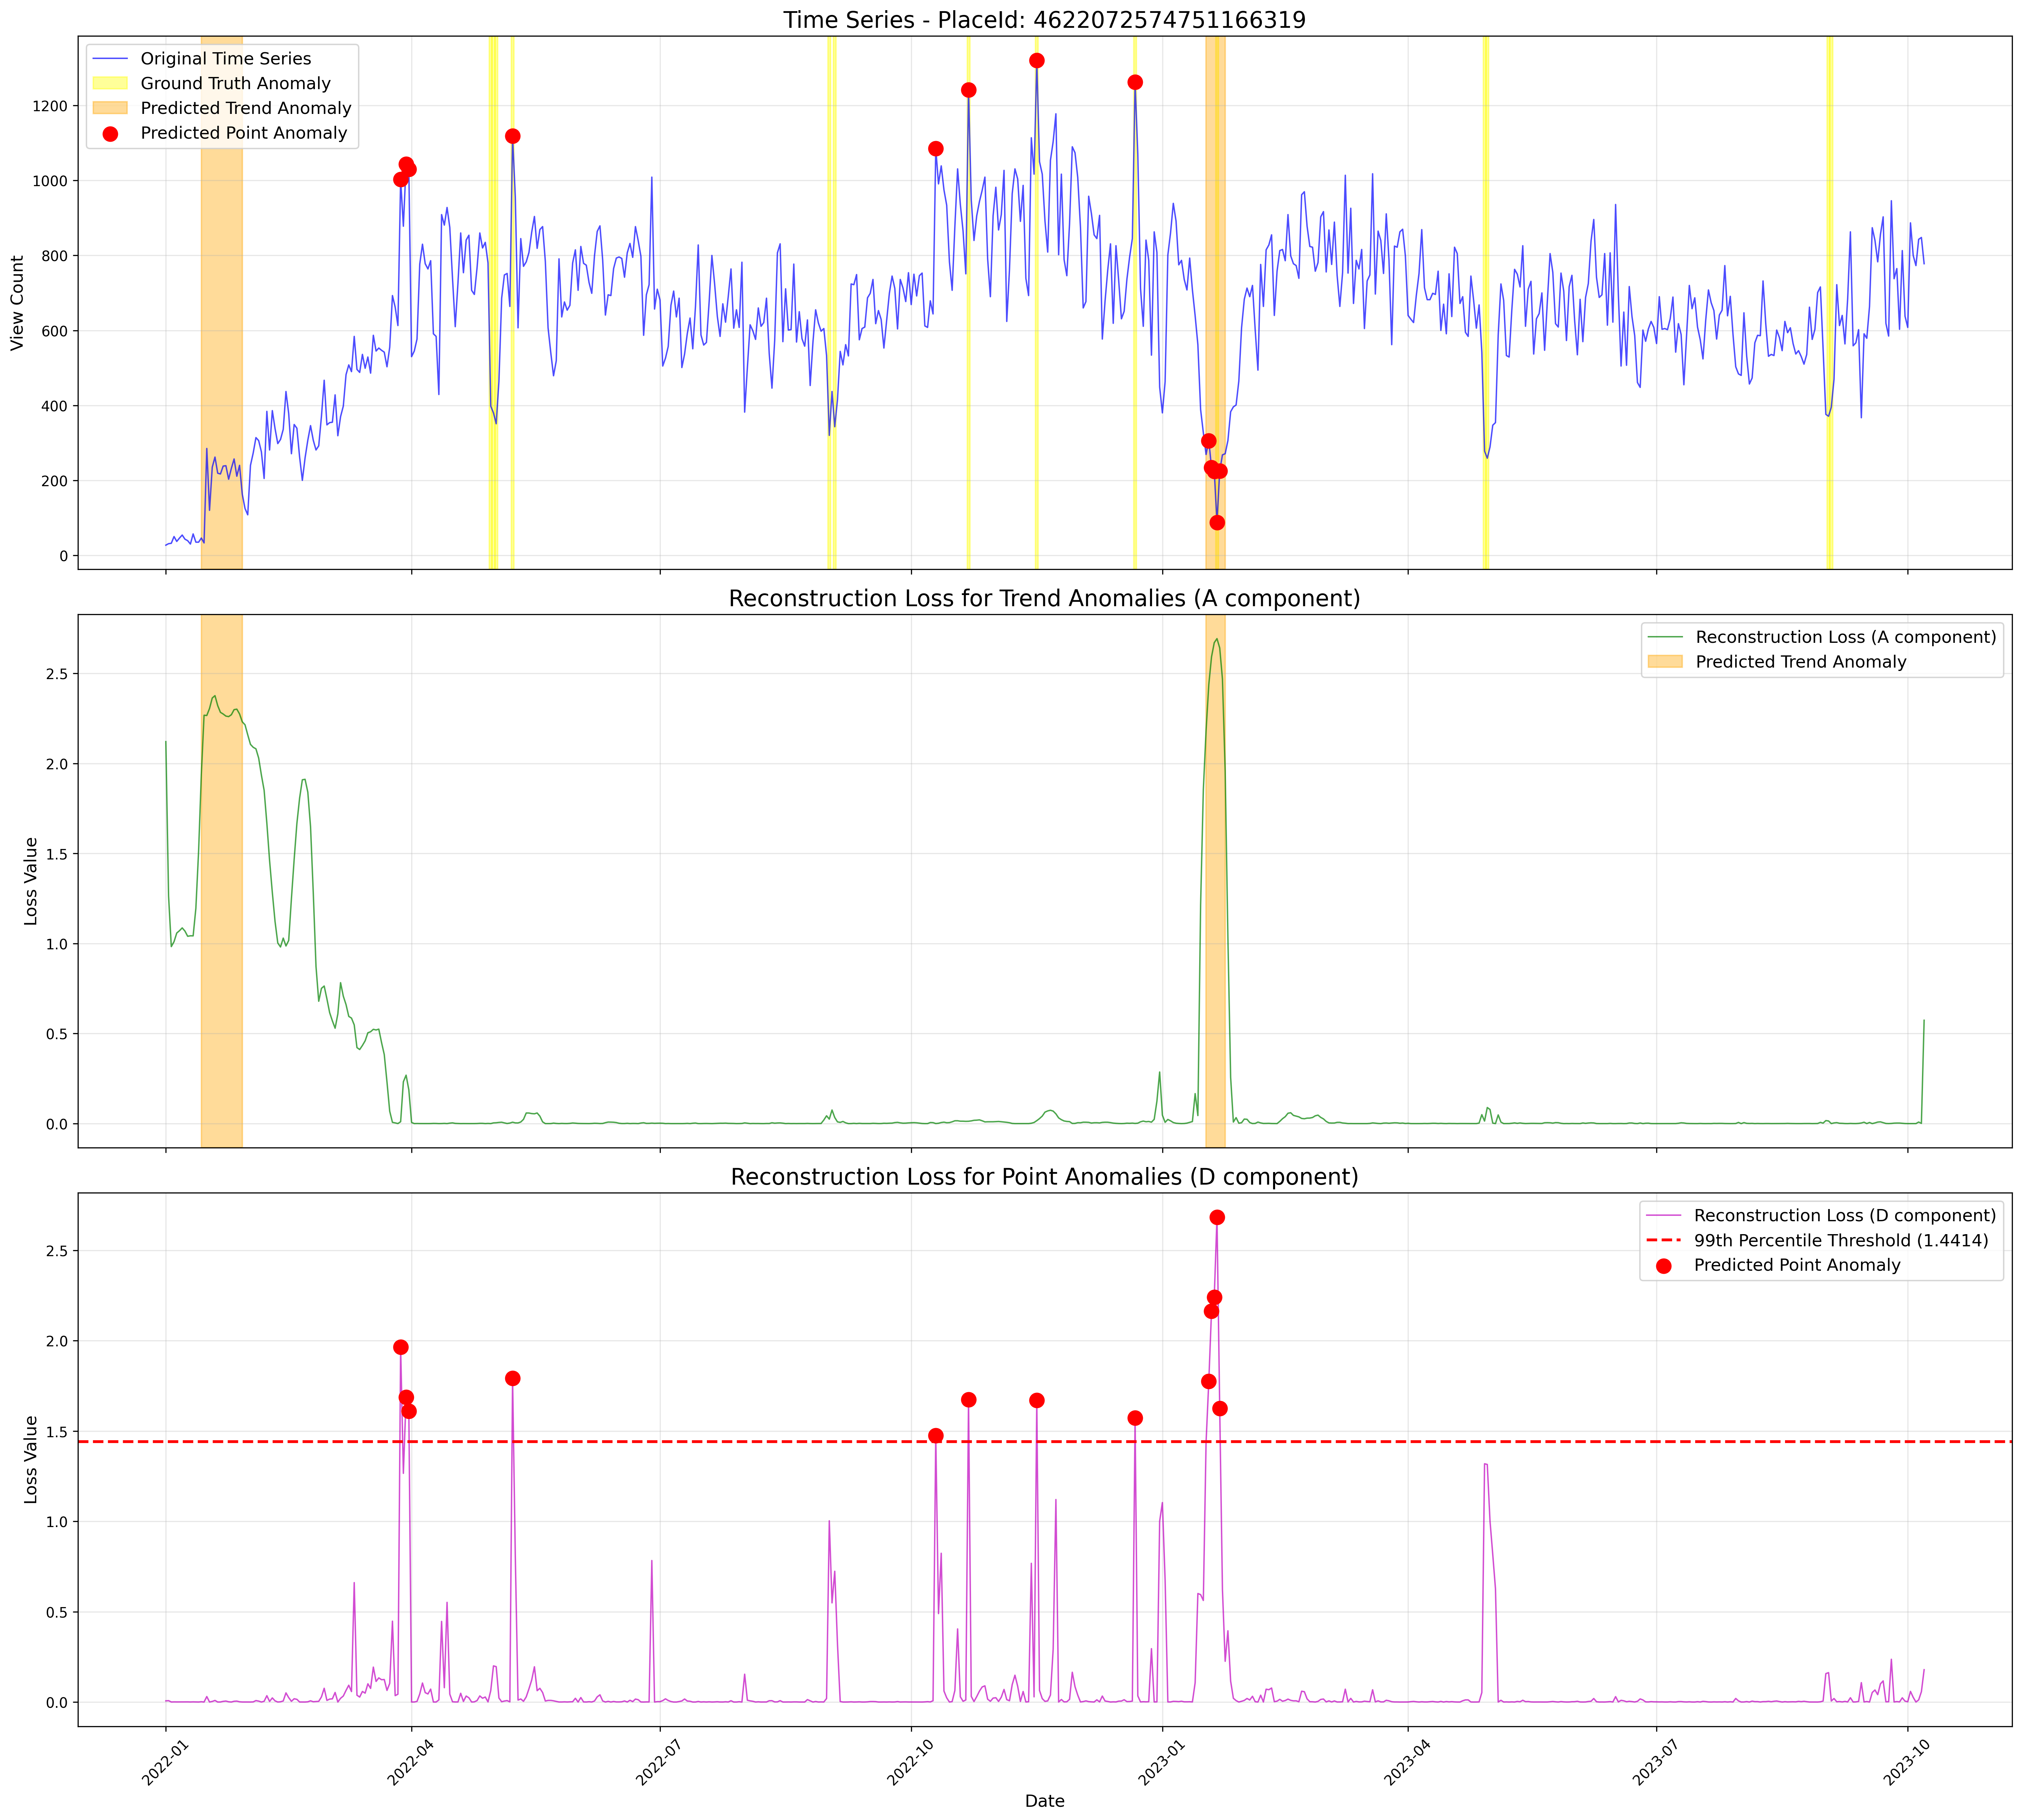 Time Series - PlaceId: 4622072574751166319
Original Time Series
Ground Truth Anomaly
Predicted Trend Anomaly
Predicted Point Anomaly
View Count
1200
1000
800
600
400
200
0
Reconstruction Loss for Trend Anomalies (A component)
Reconstruction Loss (A component)
Predicted Trend Anomaly
Loss Value
2.5
2.0
1.5
1.0
0.5
0.0
Reconstruction Loss for Point Anomalies (D component)
Reconstruction Loss (D component)
99th Percentile Threshold (1.4414)
Predicted Point Anomaly
Loss Value
2.5
2.0
1.5
1.0
0.5
0.0
2022-01
2022-04
2022-07
2022-10
2023-01
2023-04
2023-07
2023-10
Date